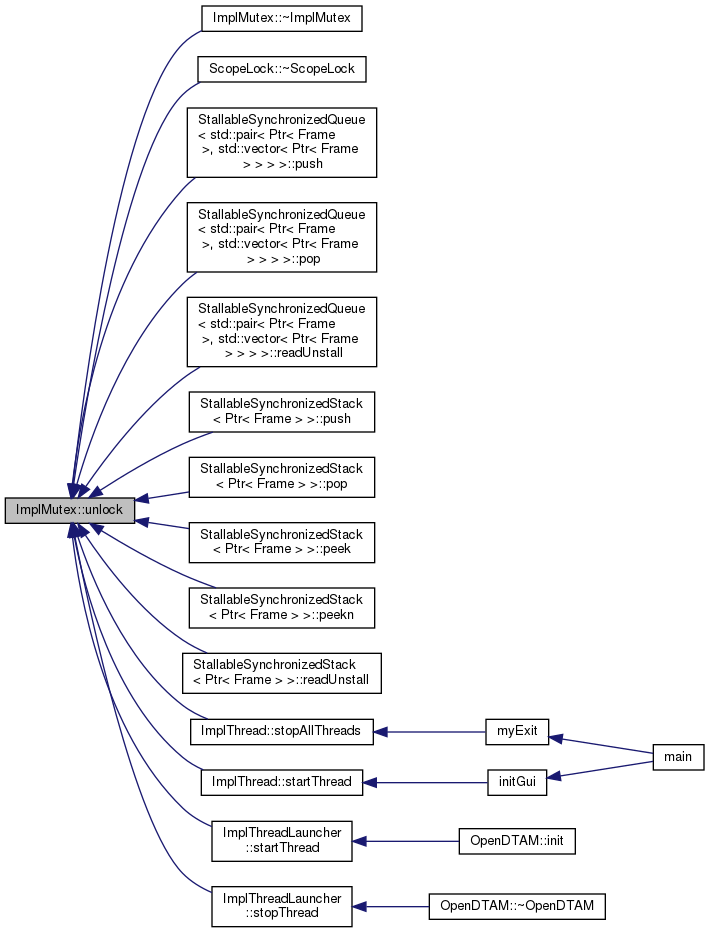 ImplMutex::~ImplMutex
ScopeLock::~ScopeLock
StallableSynchronizedQueue
< std::pair< Ptr< Frame
>, std::vector< Ptr< Frame
> > > >::push
StallableSynchronizedQueue
< std::pair< Ptr< Frame
>, std::vector< Ptr< Frame
> > > >::pop
StallableSynchronizedQueue
< std::pair< Ptr< Frame
>, std::vector< Ptr< Frame
> > > >::readUnstall
StallableSynchronizedStack
< Ptr< Frame > >::push
StallableSynchronizedStack
< Ptr< Frame > >::pop
ImplMutex::unlock
StallableSynchronizedStack
< Ptr< Frame > >::peek
StallableSynchronizedStack
< Ptr< Frame > >::peekn
StallableSynchronizedStack
< Ptr< Frame > >::readUnstall
ImplThread::stopAllThreads
myExit
main
ImplThread::startThread
initGui
ImplThreadLauncher
::startThread
OpenDTAM::init
ImplThreadLauncher
::stopThread
OpenDTAM::~OpenDTAM